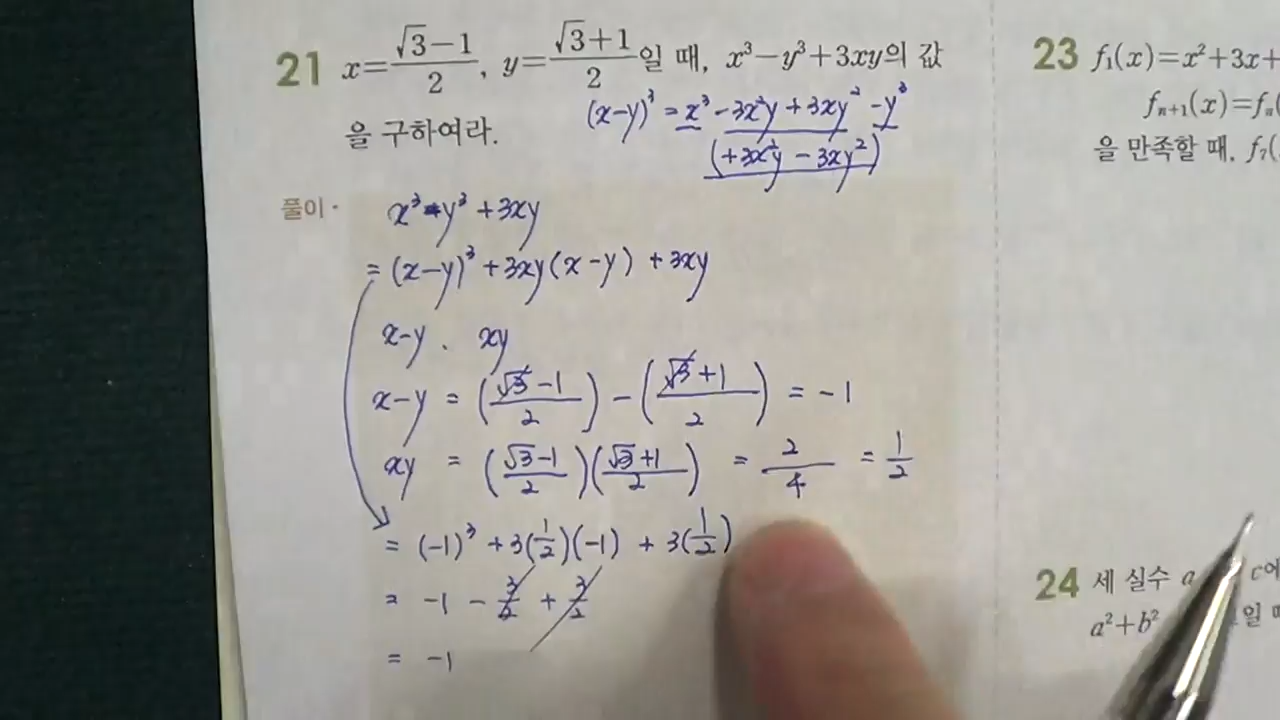 21 x=(√3−1)/2, y=(√3+1)/2일 때, x³−y³+3xy의 값
을 구하여라.
(x-y)³ = x³ -3x²y + 3xy² -y³
(+3x²y - 3xy²)
풀이·
x³-y³ +3xy
= (x-y)³ +3xy(x-y) +3xy
x-y . xy
x-y = ((√3-1)/2) - ((√3+1)/2) = -1
xy = ((√3-1)/2)((√3+1)/2) = 2/4 = 1/2
= (-1)³ +3(1/2)(-1) + 3(1/2)
= -1 - 3/2 + 3/2
= -1
23 f₁(x)=x²+3x+
fₙ₊₁(x)=fₙ(
을 만족할 때, f₇(
24 세 실수 a
a²+b²